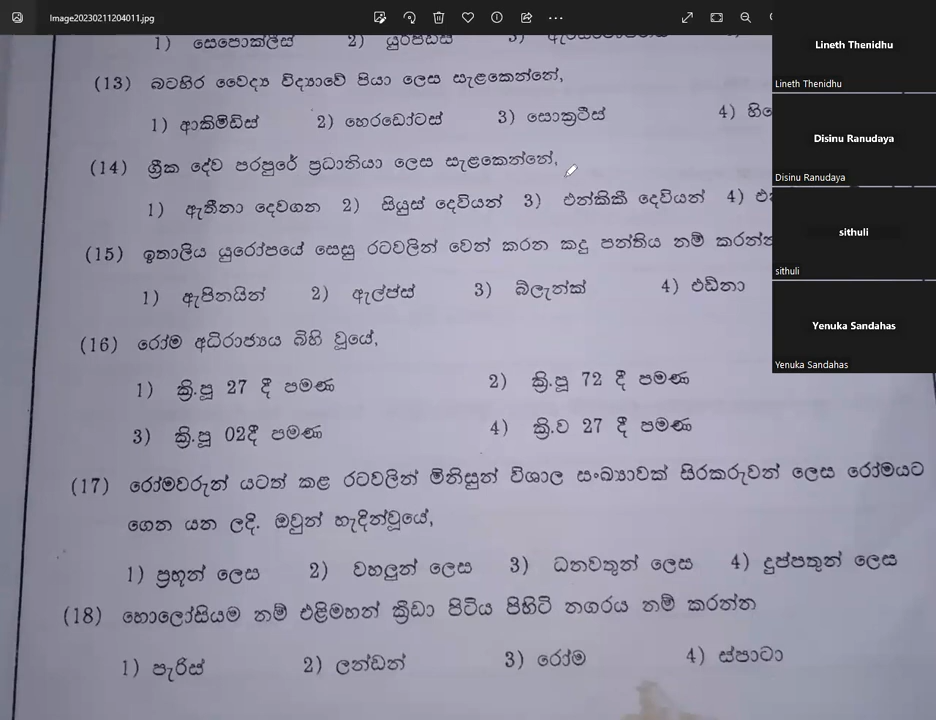 Image20230211204011.jpg
1) සෙපොක්ලිස් 2) යුරිපිඩිස් 3)
Lineth Thenidhu
Lineth Thenidhu
(13) බටහිර වෛද්‍ය විද්‍යාවේ පියා ලෙස සැළකෙන්නේ,
1) ආකිමිඩිස් 2) හෙරඩෝටස් 3) සොක්‍රටීස් 4) හිපො
Disinu Ranudaya
Disinu Ranudaya
(14) ග්‍රීක දේව පරපුරේ ප්‍රධානියා ලෙස සැළකෙන්නේ,
1) ඇතීනා දෙවගන 2) සියුස් දෙවියන් 3) එන්කිකී දෙවියන් 4)
sithuli
sithuli
(15) ඉතාලිය යුරෝපයේ සෙසු රටවලින් වෙන් කරන කදු පන්තිය නම් කරන්න
1) ඇපිනයින් 2) ඇල්ප්ස් 3) බ්ලැන්ක් 4) එඩ්නා
Yenuka Sandahas
Yenuka Sandahas
(16) රෝම අධිරාජ්‍යය බිහි වූයේ,
1) ක්‍රි.පූ 27 දී පමණ 2) ක්‍රි.පූ 72 දී පමණ
3) ක්‍රි.පූ 02දී පමණ 4) ක්‍රි.ව 27 දී පමණ
(17) රෝමවරුන් යටත් කළ රටවලින් මිනිසුන් විශාල සංඛ්‍යාවක් සිරකරුවන් ලෙස රෝමයට
ගෙන යන ලදි. ඔවුන් හැදින්වූයේ,
1) ප්‍රභූන් ලෙස 2) වහලුන් ලෙස 3) ධනවතුන් ලෙස 4) දුප්පතුන් ලෙස
(18) හොලෝසියම නම් එළිමහන් ක්‍රීඩා පිටිය පිහිටි නගරය නම් කරන්න
1) පැරිස් 2) ලන්ඩන් 3) රෝම 4) ස්පාටා